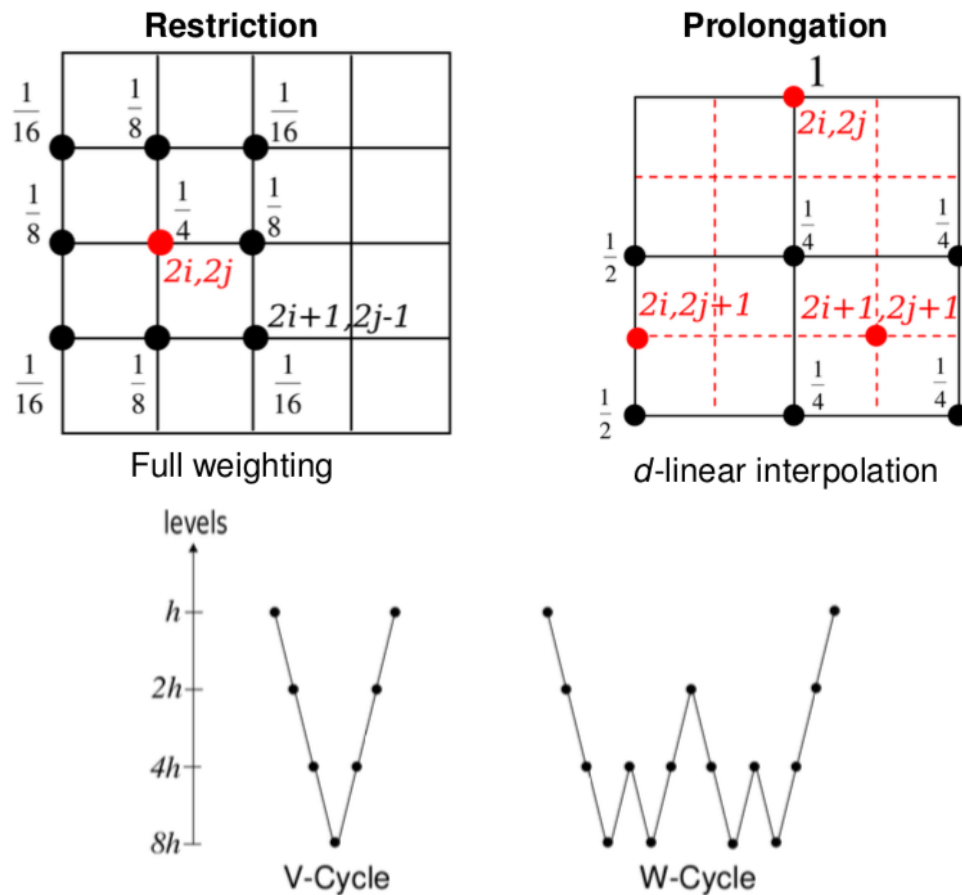 Restriction
Prolongation
1/16 1/8 1/16
1/8 1/4 1/8
2i,2j
2i+1,2j-1
1/16 1/8 1/16
Full weighting
1
2i,2j
1/2 1/4 1/4
2i,2j+1 2i+1,2j+1
1/2 1/4 1/4
d-linear interpolation
levels
h
2h
4h
8h
V-Cycle
W-Cycle